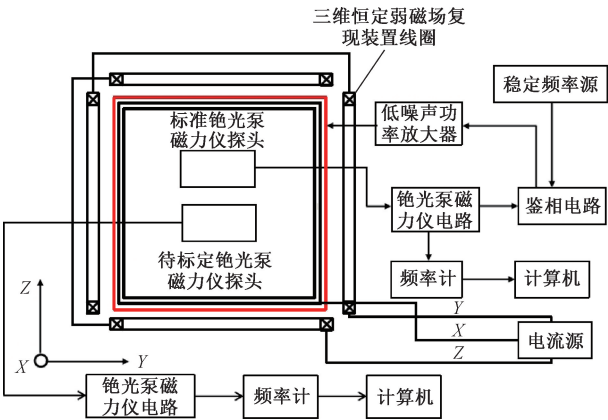 三维恒定弱磁场复
现装置线圈
稳定频率源
标准铯光泵
磁力仪探头
低噪声功
率放大器
铯光泵磁
力仪电路
鉴相电路
待标定铯光泵
磁力仪探头
频率计
计算机
Z
Y
X
Y
X
Z
电流源
铯光泵磁
力仪电路
频率计
计算机